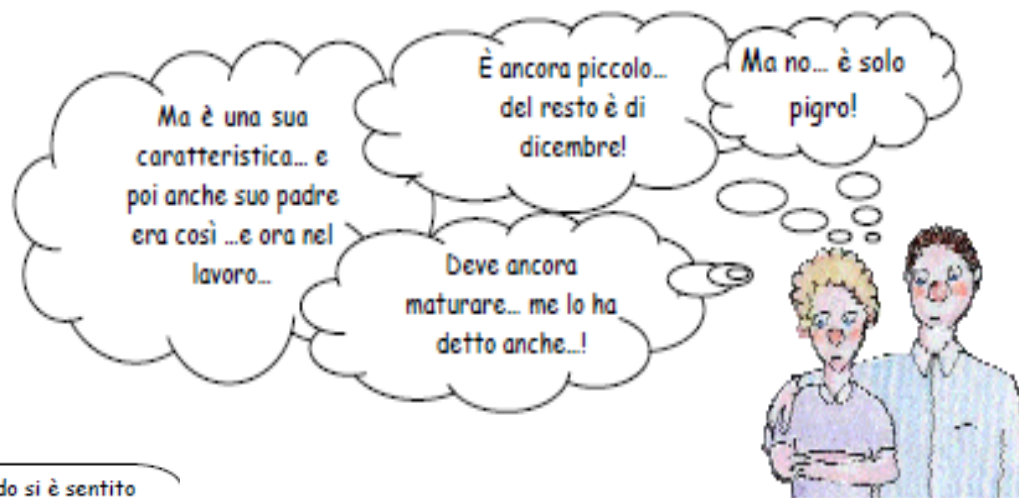 Ma è una sua
caratteristica... e
poi anche suo padre
era così ...e ora nel
lavoro...
È ancora piccolo...
del resto è di
dicembre!
Ma no... è solo
pigro!
Deve ancora
maturare... me lo ha
detto anche...!
si è sentito